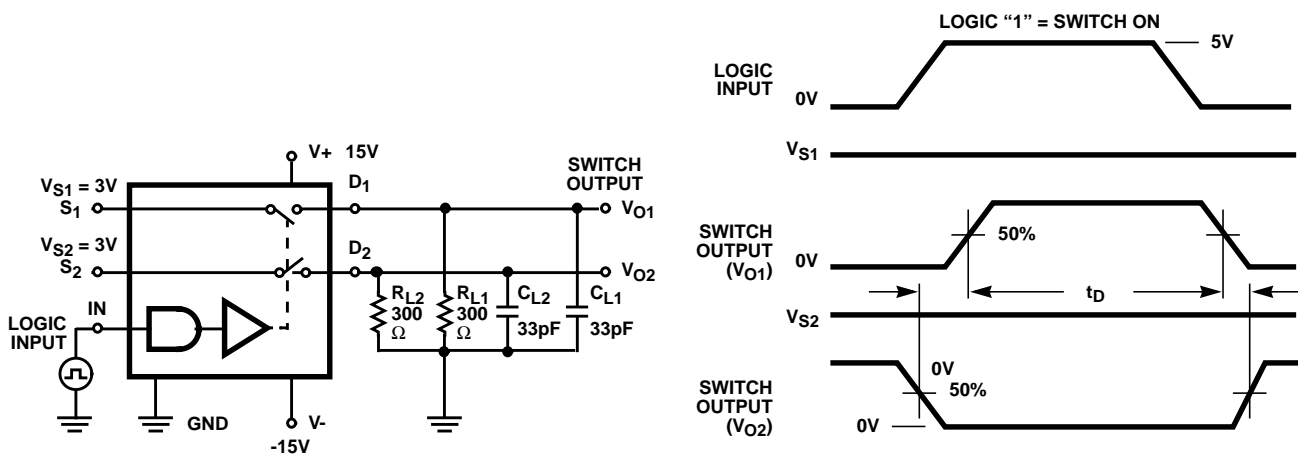 V+ 15V
VS1 = 3V
S1
D1
SWITCH
OUTPUT
VO1
VS2 = 3V
S2
D2
VO2
IN
LOGIC
INPUT
RL2
300
Ω
RL1
300
Ω
CL2
33pF
CL1
33pF
GND
V-
-15V
LOGIC “1” = SWITCH ON
5V
LOGIC
INPUT
0V
VS1
50%
SWITCH
OUTPUT
(VO1)
0V
tD
VS2
0V
50%
SWITCH
OUTPUT
(VO2)
0V